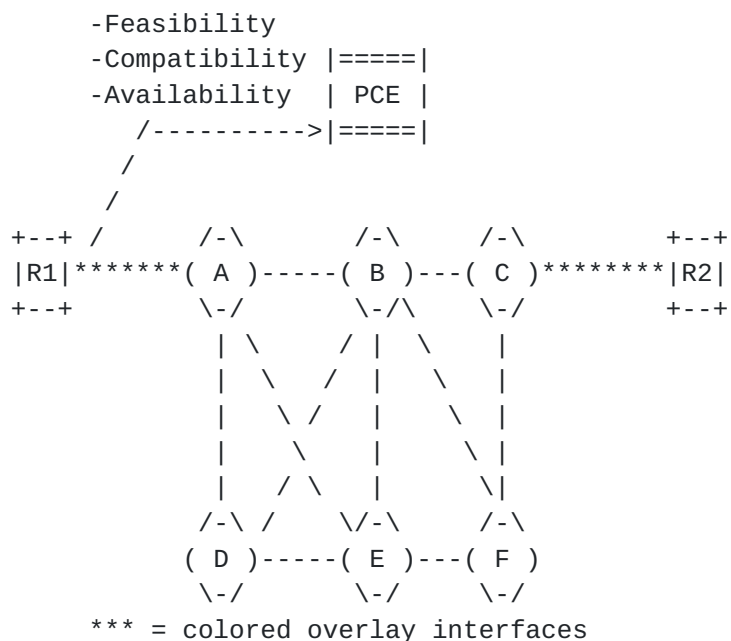 -Feasibility
-Compatibility |=====|
-Availability | PCE |
/---------->|=====|
/
/
+--+ / /-\ /-\ /-\ +--+
|R1|*******( A )-----( B )---( C )********|R2|
+--+ \-/ \-/\ \-/ +--+
| \ / | \ |
| \ / | \ |
| \ / | \ |
| \ | \ |
| / \ | \|
/-\ / \/-\ /-\
( D )-----( E )---( F )
\-/ \-/ \-/
*** = colored overlay interfaces